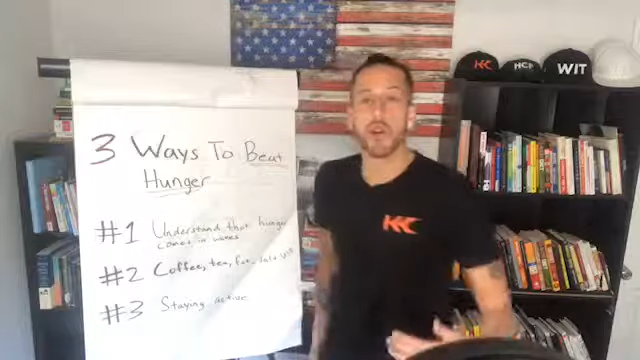 3 Ways To Beat
Hunger
#1 Understand that hunger
comes in waves
#2 Coffee, tea,
#3 Staying active
HCF
WIT